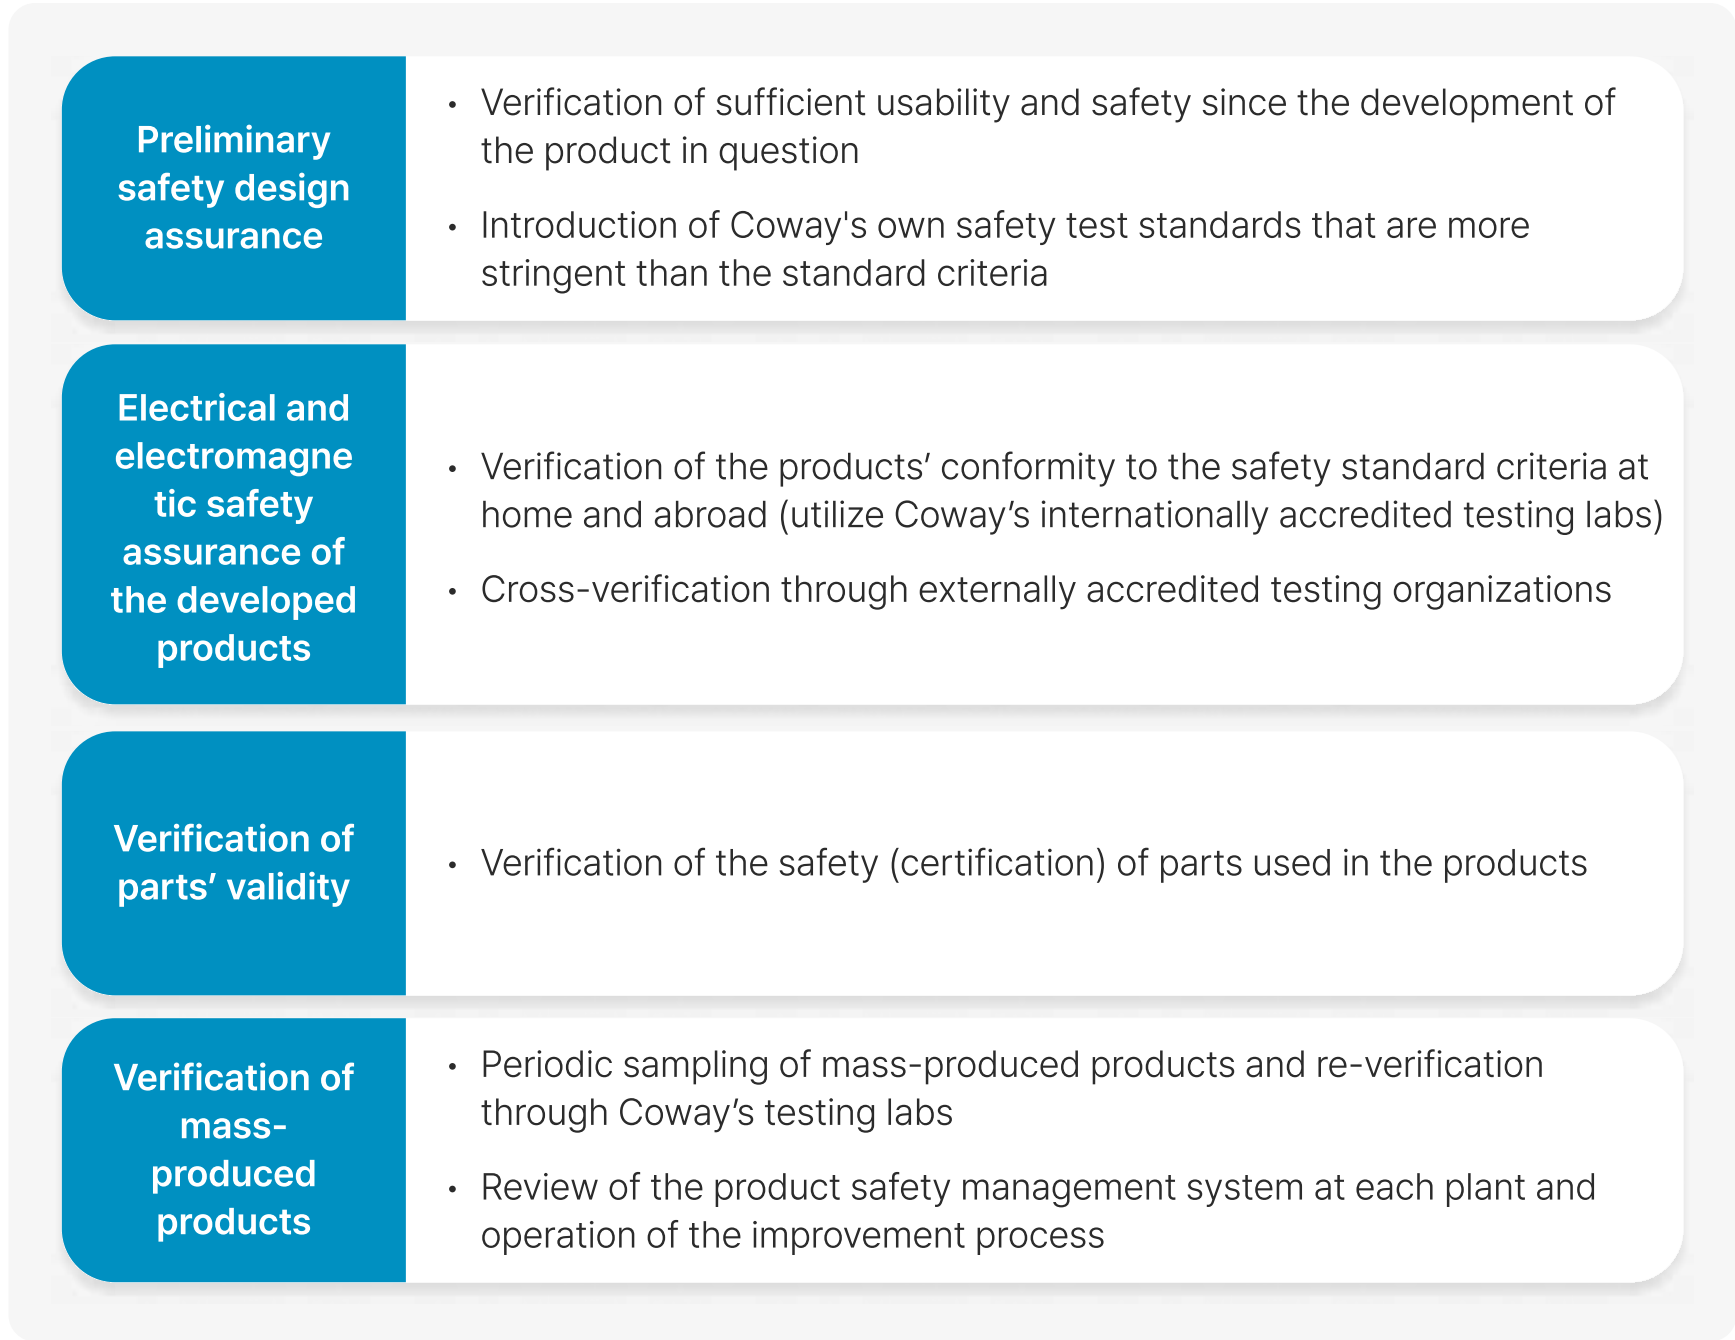 Preliminary
safety design
assurance
• Verification of sufficient usability and safety since the development of
the product in question
• Introduction of Coway's own safety test standards that are more
stringent than the standard criteria
Electrical and
electromagne
tic safety
assurance of
the developed
products
• Verification of the products’ conformity to the safety standard criteria at
home and abroad (utilize Coway’s internationally accredited testing labs)
• Cross-verification through externally accredited testing organizations
Verification of
parts’ validity
• Verification of the safety (certification) of parts used in the products
Verification of
mass-
produced
products
• Periodic sampling of mass-produced products and re-verification
through Coway’s testing labs
• Review of the product safety management system at each plant and
operation of the improvement process